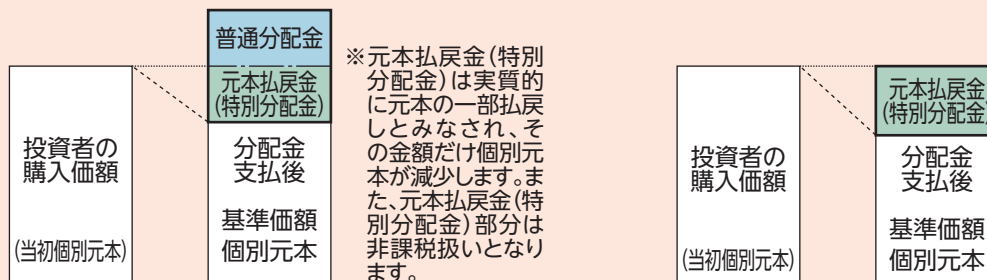 普通分配金
元本払戻金
(特別分配金)
投資者の
購入価額
(当初個別元本)
分配金
支払後
基準価額
個別元本
※元本払戻金(特別
分配金)は実質的
に元本の一部払戻
しとみなされ、そ
の金額だけ個別元
本が減少します。ま
た、元本払戻金(特
別分配金)部分は
非課税扱いとなり
ます。
投資者の
購入価額
(当初個別元本)
元本払戻金
(特別分配金)
分配金
支払後
基準価額
個別元本